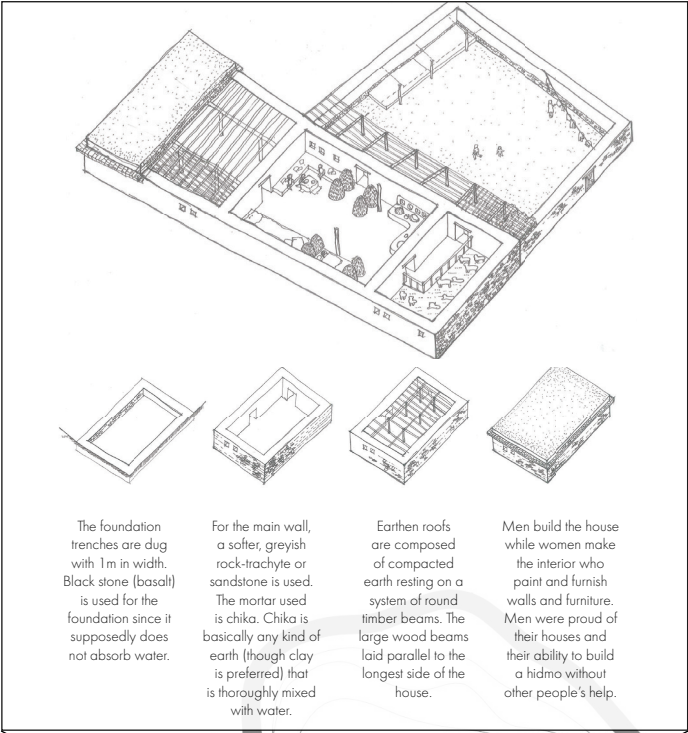 The foundation
trenches are dug
with 1m in width.
Black stone (basalt)
is used for the
foundation since it
supposedly does
not absorb water.
For the main wall,
a softer, greyish
rock-trachyte or
sandstone is used.
The mortar used
is chika. Chika is
basically any kind of
earth (though clay
is preferred) that
is thoroughly mixed
with water.
Earthen roofs
are composed
of compacted
earth resting on a
system of round
timber beams. The
large wood beams
laid parallel to the
longest side of the
house.
Men build the house
while women make
the interior who
paint and furnish
walls and furniture.
Men were proud of
their houses and
their ability to build
a hidmo without
other people’s help.